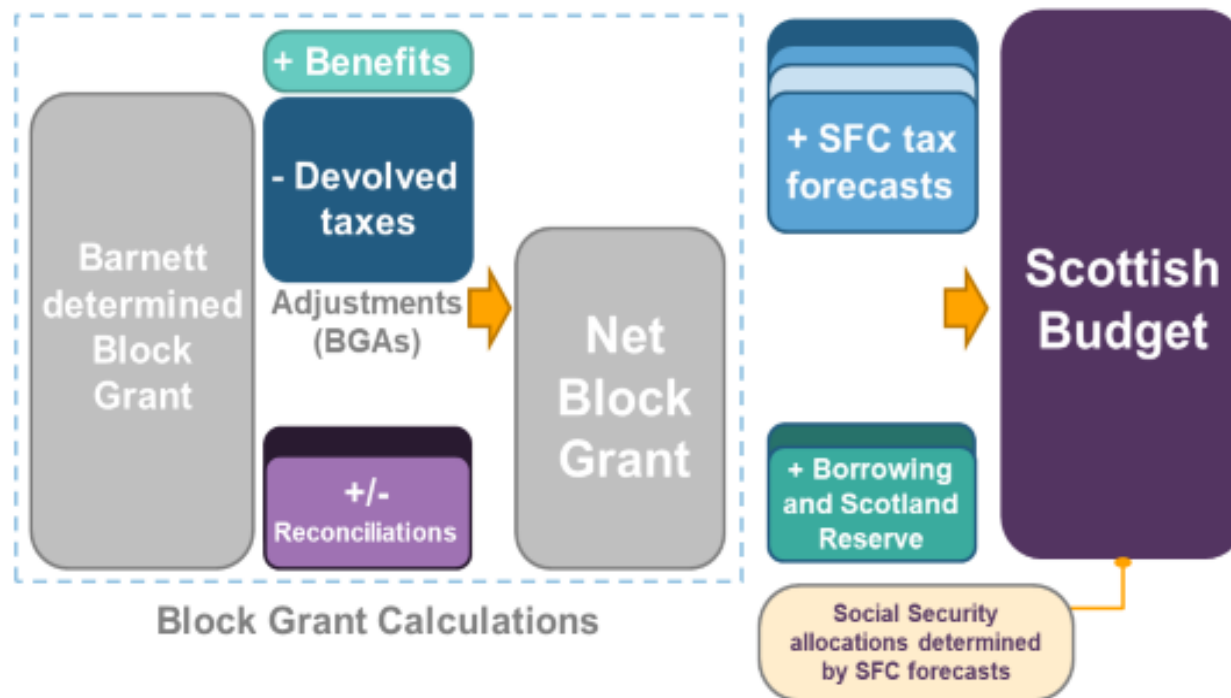 Barnett
determined
Block
Grant
+ Benefits
- Devolved
taxes
Adjustments
(BGAs)
+/-
Reconciliations
Net
Block
Grant
Block Grant Calculations
+ SFC tax
forecasts
+ Borrowing
and Scotland
Reserve
Scottish
Budget
Social Security
allocations determined
by SFC forecasts